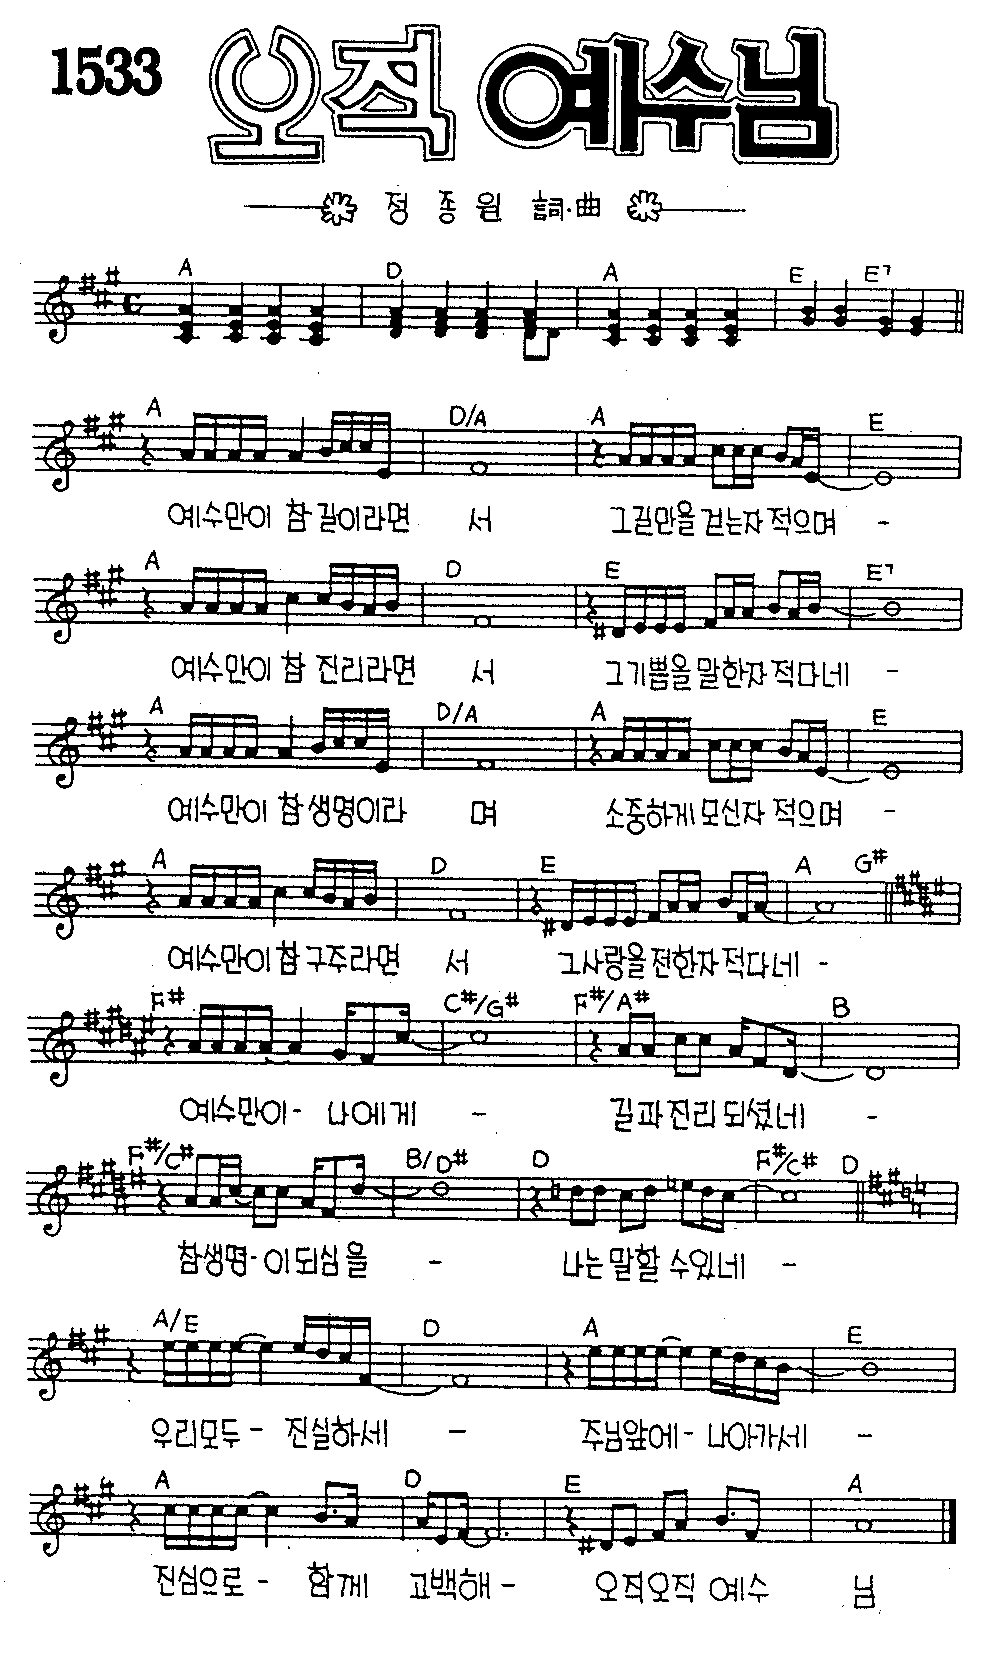 1533
오직 예수님
정 종 원 詞·曲
A D A E E7
A D/A A E
예수만이 참 길이라면 서 그길만을 걷는자 적으며 -
A D E E7
예수만이 참 진리라면 서 그기쁨을 말한자 적다네 -
A D/A A E
예수만이 참 생명이라 며 소중하게 모신자 적으며 -
A D E A G#
예수만이 참 구주라면 서 그사랑을 전한자 적다네 -
F# C#/G# F#/A# B
예수만이- 나에게 - 길과 진리 되셨네 -
F#/C# B/D# D F#/C# D
참생명-이 되심을 - 나는 말할 수있네 -
A/E D A E
우리모두- 진실하세 - 주님앞에- 나아가세 -
A D E A
진심으로- 함께 고백해- 오직오직 예수 님